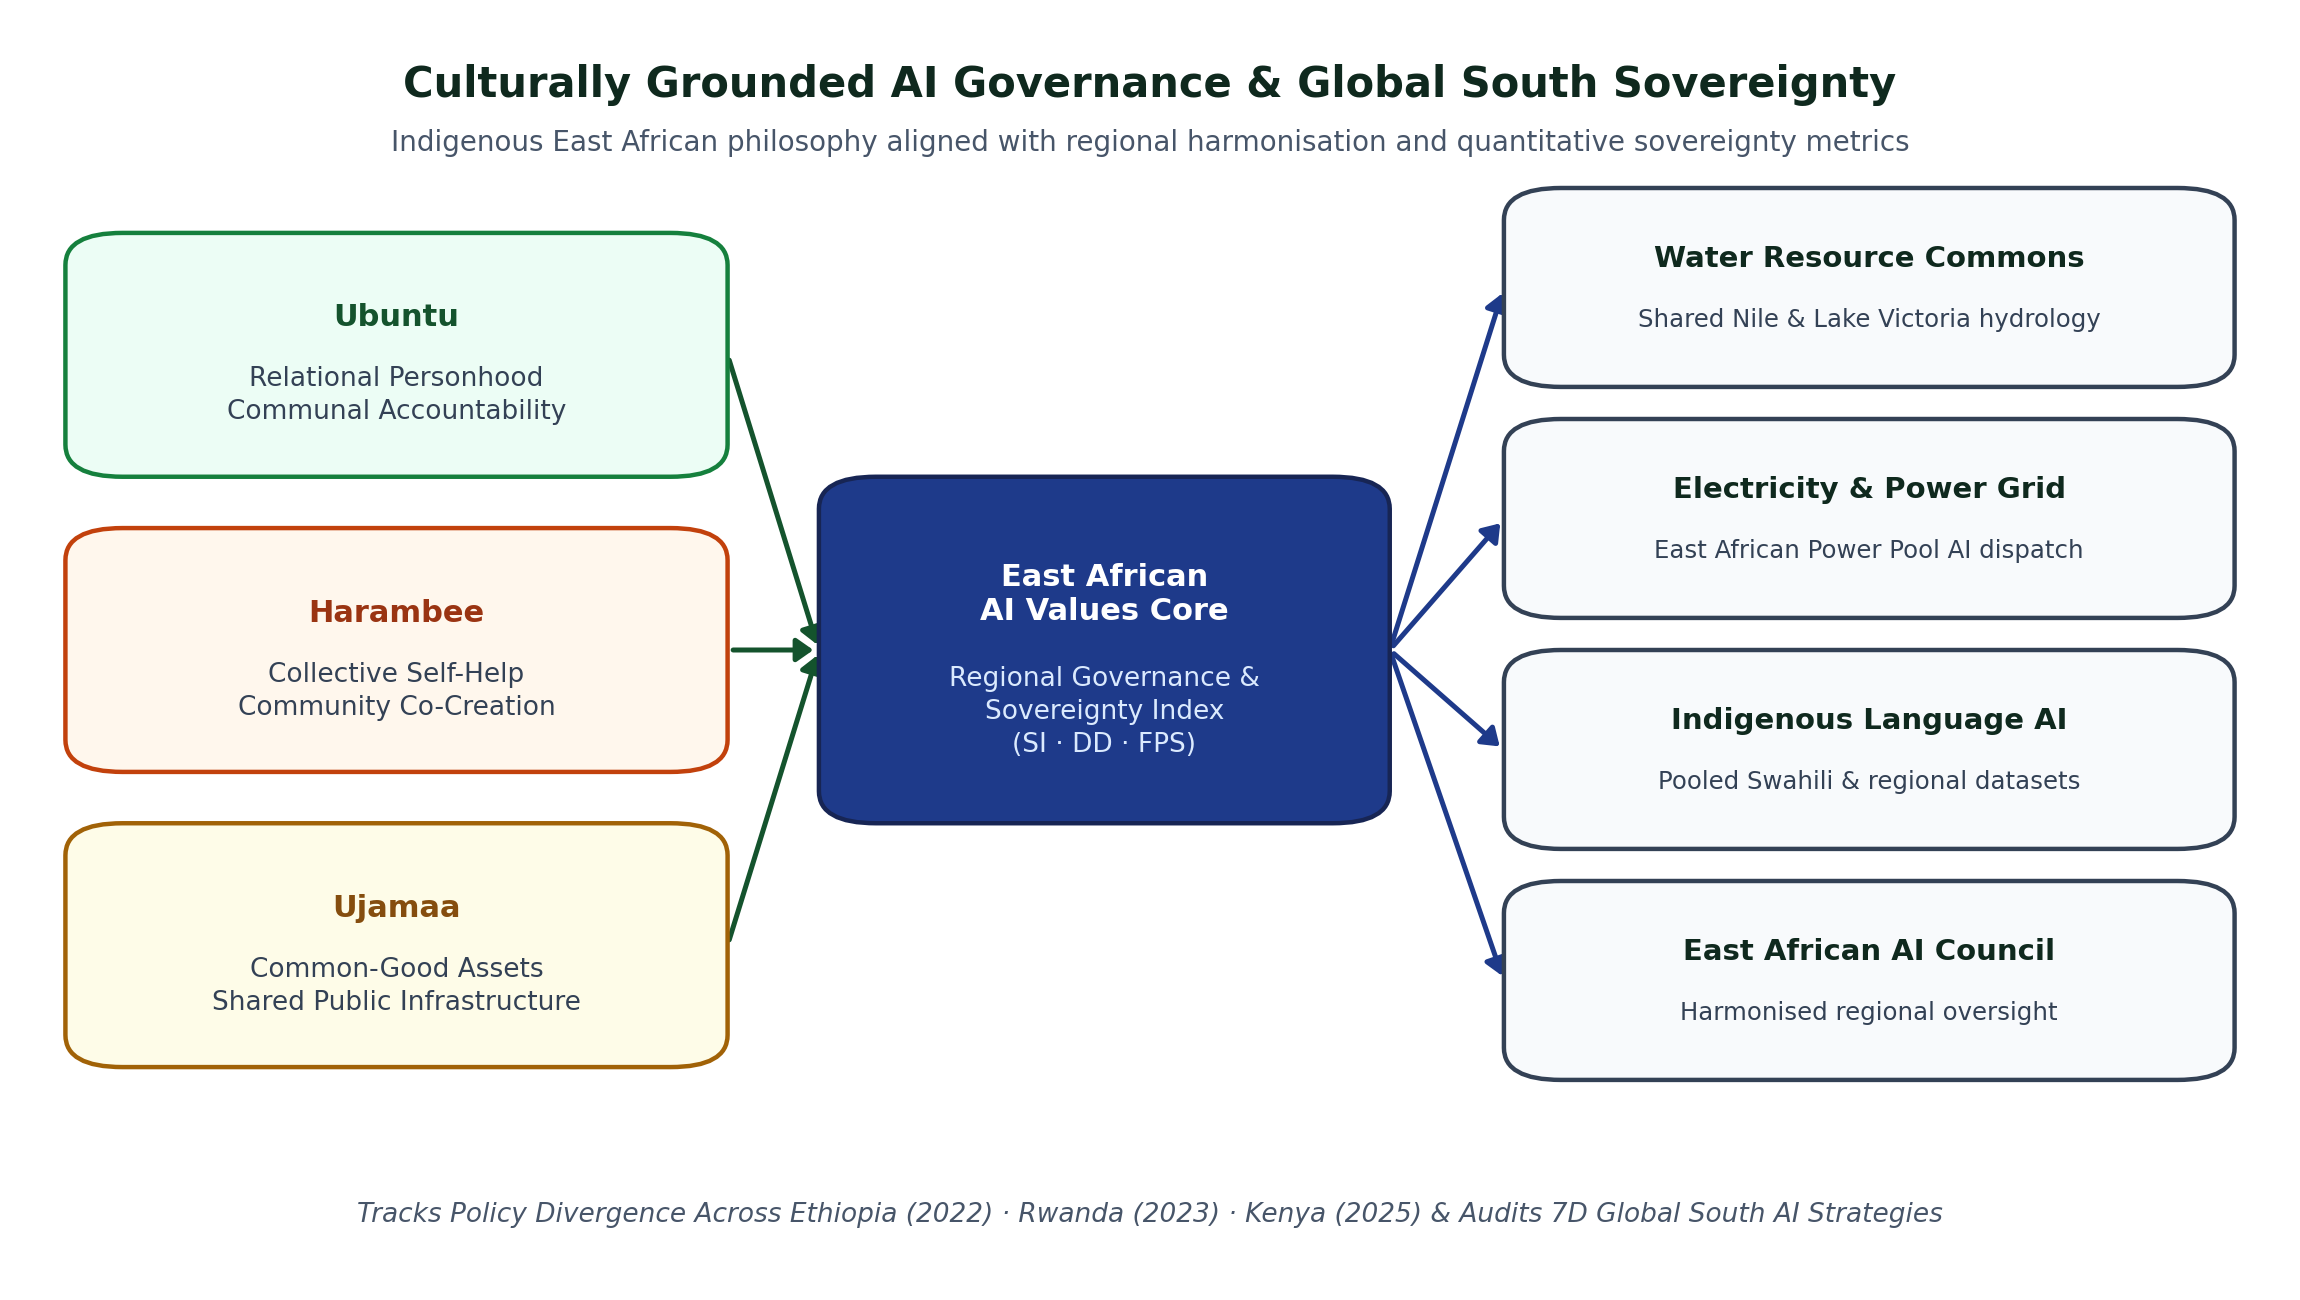 Culturally Grounded AI Governance & Global South Sovereignty
Indigenous East African philosophy aligned with regional harmonisation and quantitative sovereignty metrics
Ubuntu
Relational Personhood
Communal Accountability
Harambee
Collective Self-Help
Community Co-Creation
Ujamaa
Common-Good Assets
Shared Public Infrastructure
East African
AI Values Core
Regional Governance &
Sovereignty Index
(SI · DD · FPS)
Water Resource Commons
Shared Nile & Lake Victoria hydrology
Electricity & Power Grid
East African Power Pool AI dispatch
Indigenous Language AI
Pooled Swahili & regional datasets
East African AI Council
Harmonised regional oversight
Tracks Policy Divergence Across Ethiopia (2022) · Rwanda (2023) · Kenya (2025) & Audits 7D Global South AI Strategies